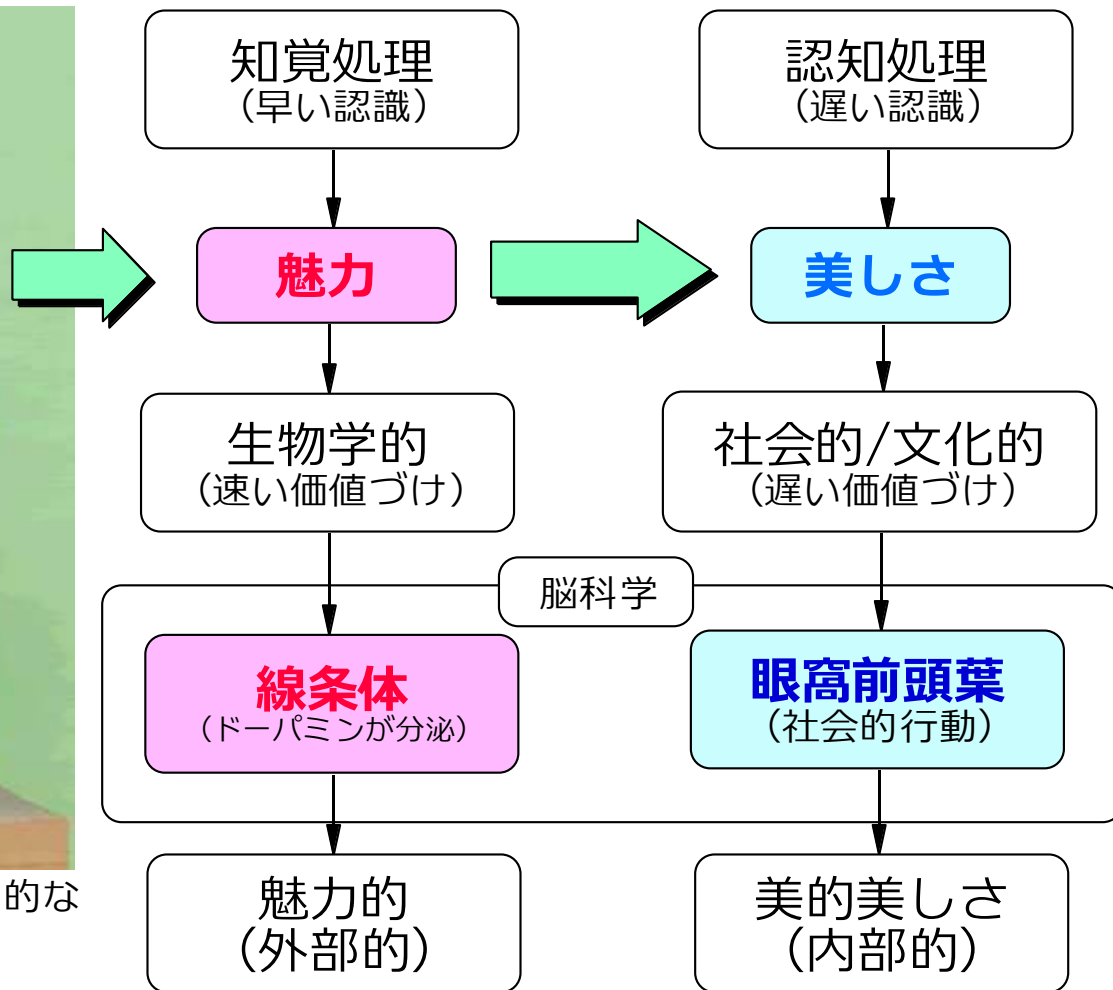 知覚処理
（早い認識）
認知処理
（遅い認識）
魅力
美しさ
生物学的
（速い価値づけ）
社会的/文化的
（遅い価値づけ）
脳科学
線条体
（ドーパミンが分泌）
眼窩前頭葉
（社会的行動）
魅力的
（外部的）
美的美しさ
（内部的）
的な